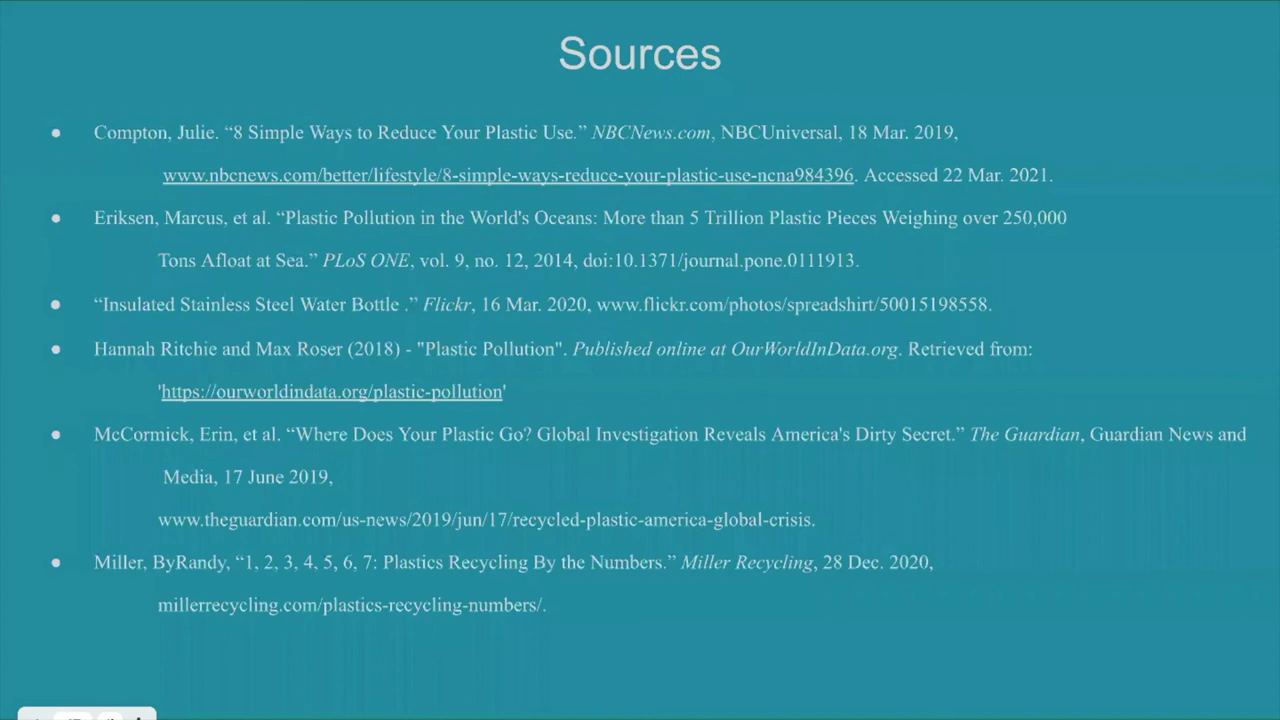 Sources
● Compton, Julie. “8 Simple Ways to Reduce Your Plastic Use.” NBCNews.com, NBCUniversal, 18 Mar. 2019,
www.nbcnews.com/better/lifestyle/8-simple-ways-reduce-your-plastic-use-ncna984396. Accessed 22 Mar. 2021.
● Eriksen, Marcus, et al. “Plastic Pollution in the World's Oceans: More than 5 Trillion Plastic Pieces Weighing over 250,000
Tons Afloat at Sea.” PLoS ONE, vol. 9, no. 12, 2014, doi:10.1371/journal.pone.0111913.
● “Insulated Stainless Steel Water Bottle .” Flickr, 16 Mar. 2020, www.flickr.com/photos/spreadshirt/50015198558.
● Hannah Ritchie and Max Roser (2018) - "Plastic Pollution". Published online at OurWorldInData.org. Retrieved from:
'https://ourworldindata.org/plastic-pollution'
● McCormick, Erin, et al. “Where Does Your Plastic Go? Global Investigation Reveals America's Dirty Secret.” The Guardian, Guardian News and
Media, 17 June 2019,
www.theguardian.com/us-news/2019/jun/17/recycled-plastic-america-global-crisis.
● Miller, ByRandy, “1, 2, 3, 4, 5, 6, 7: Plastics Recycling By the Numbers.” Miller Recycling, 28 Dec. 2020,
millerrecycling.com/plastics-recycling-numbers/.